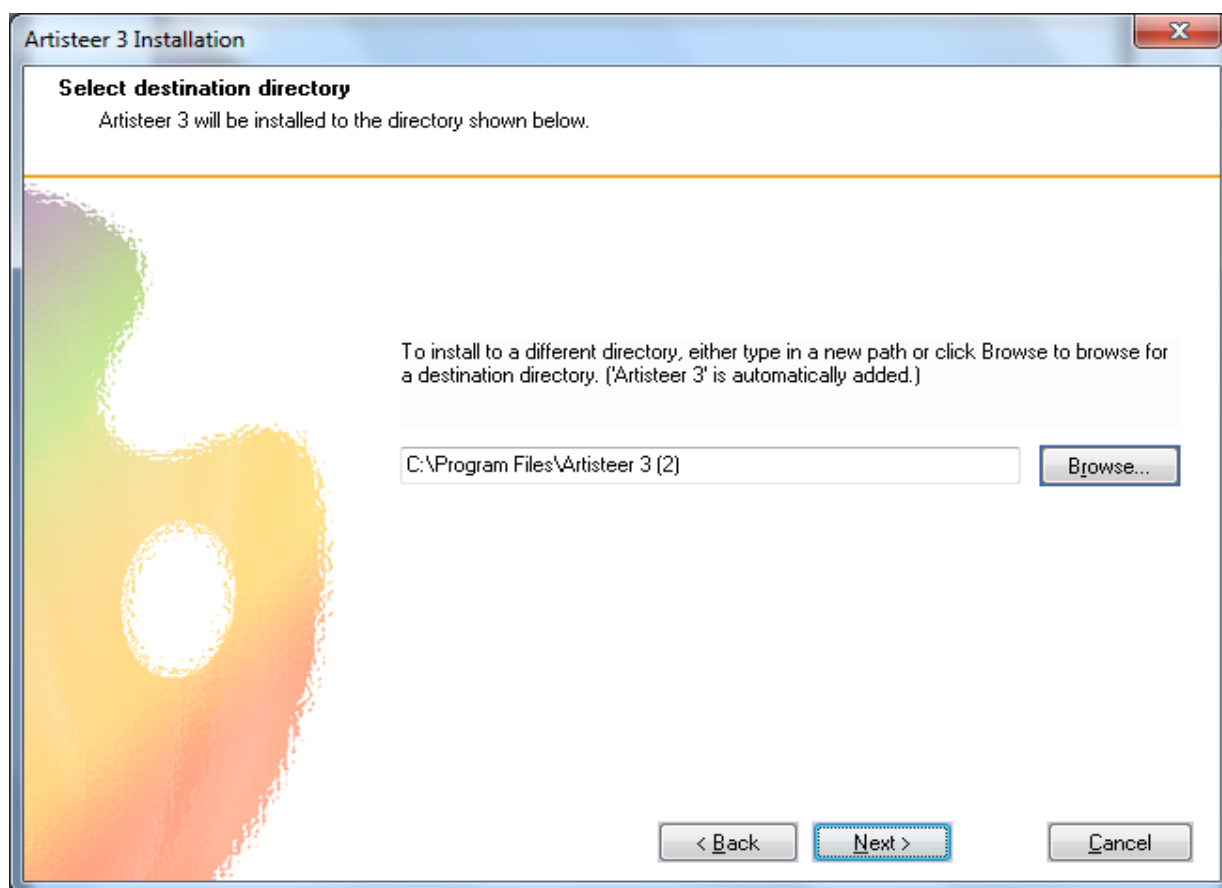 Artisteer 3 Installation
Select destination directory
Artisteer 3 will be installed to the directory shown below.
To install to a different directory, either type in a new path or click Browse to browse for
a destination directory. ('Artisteer 3' is automatically added.)
C:\Program Files\Artisteer 3 (2)
Browse...
< Back
Next >
Cancel